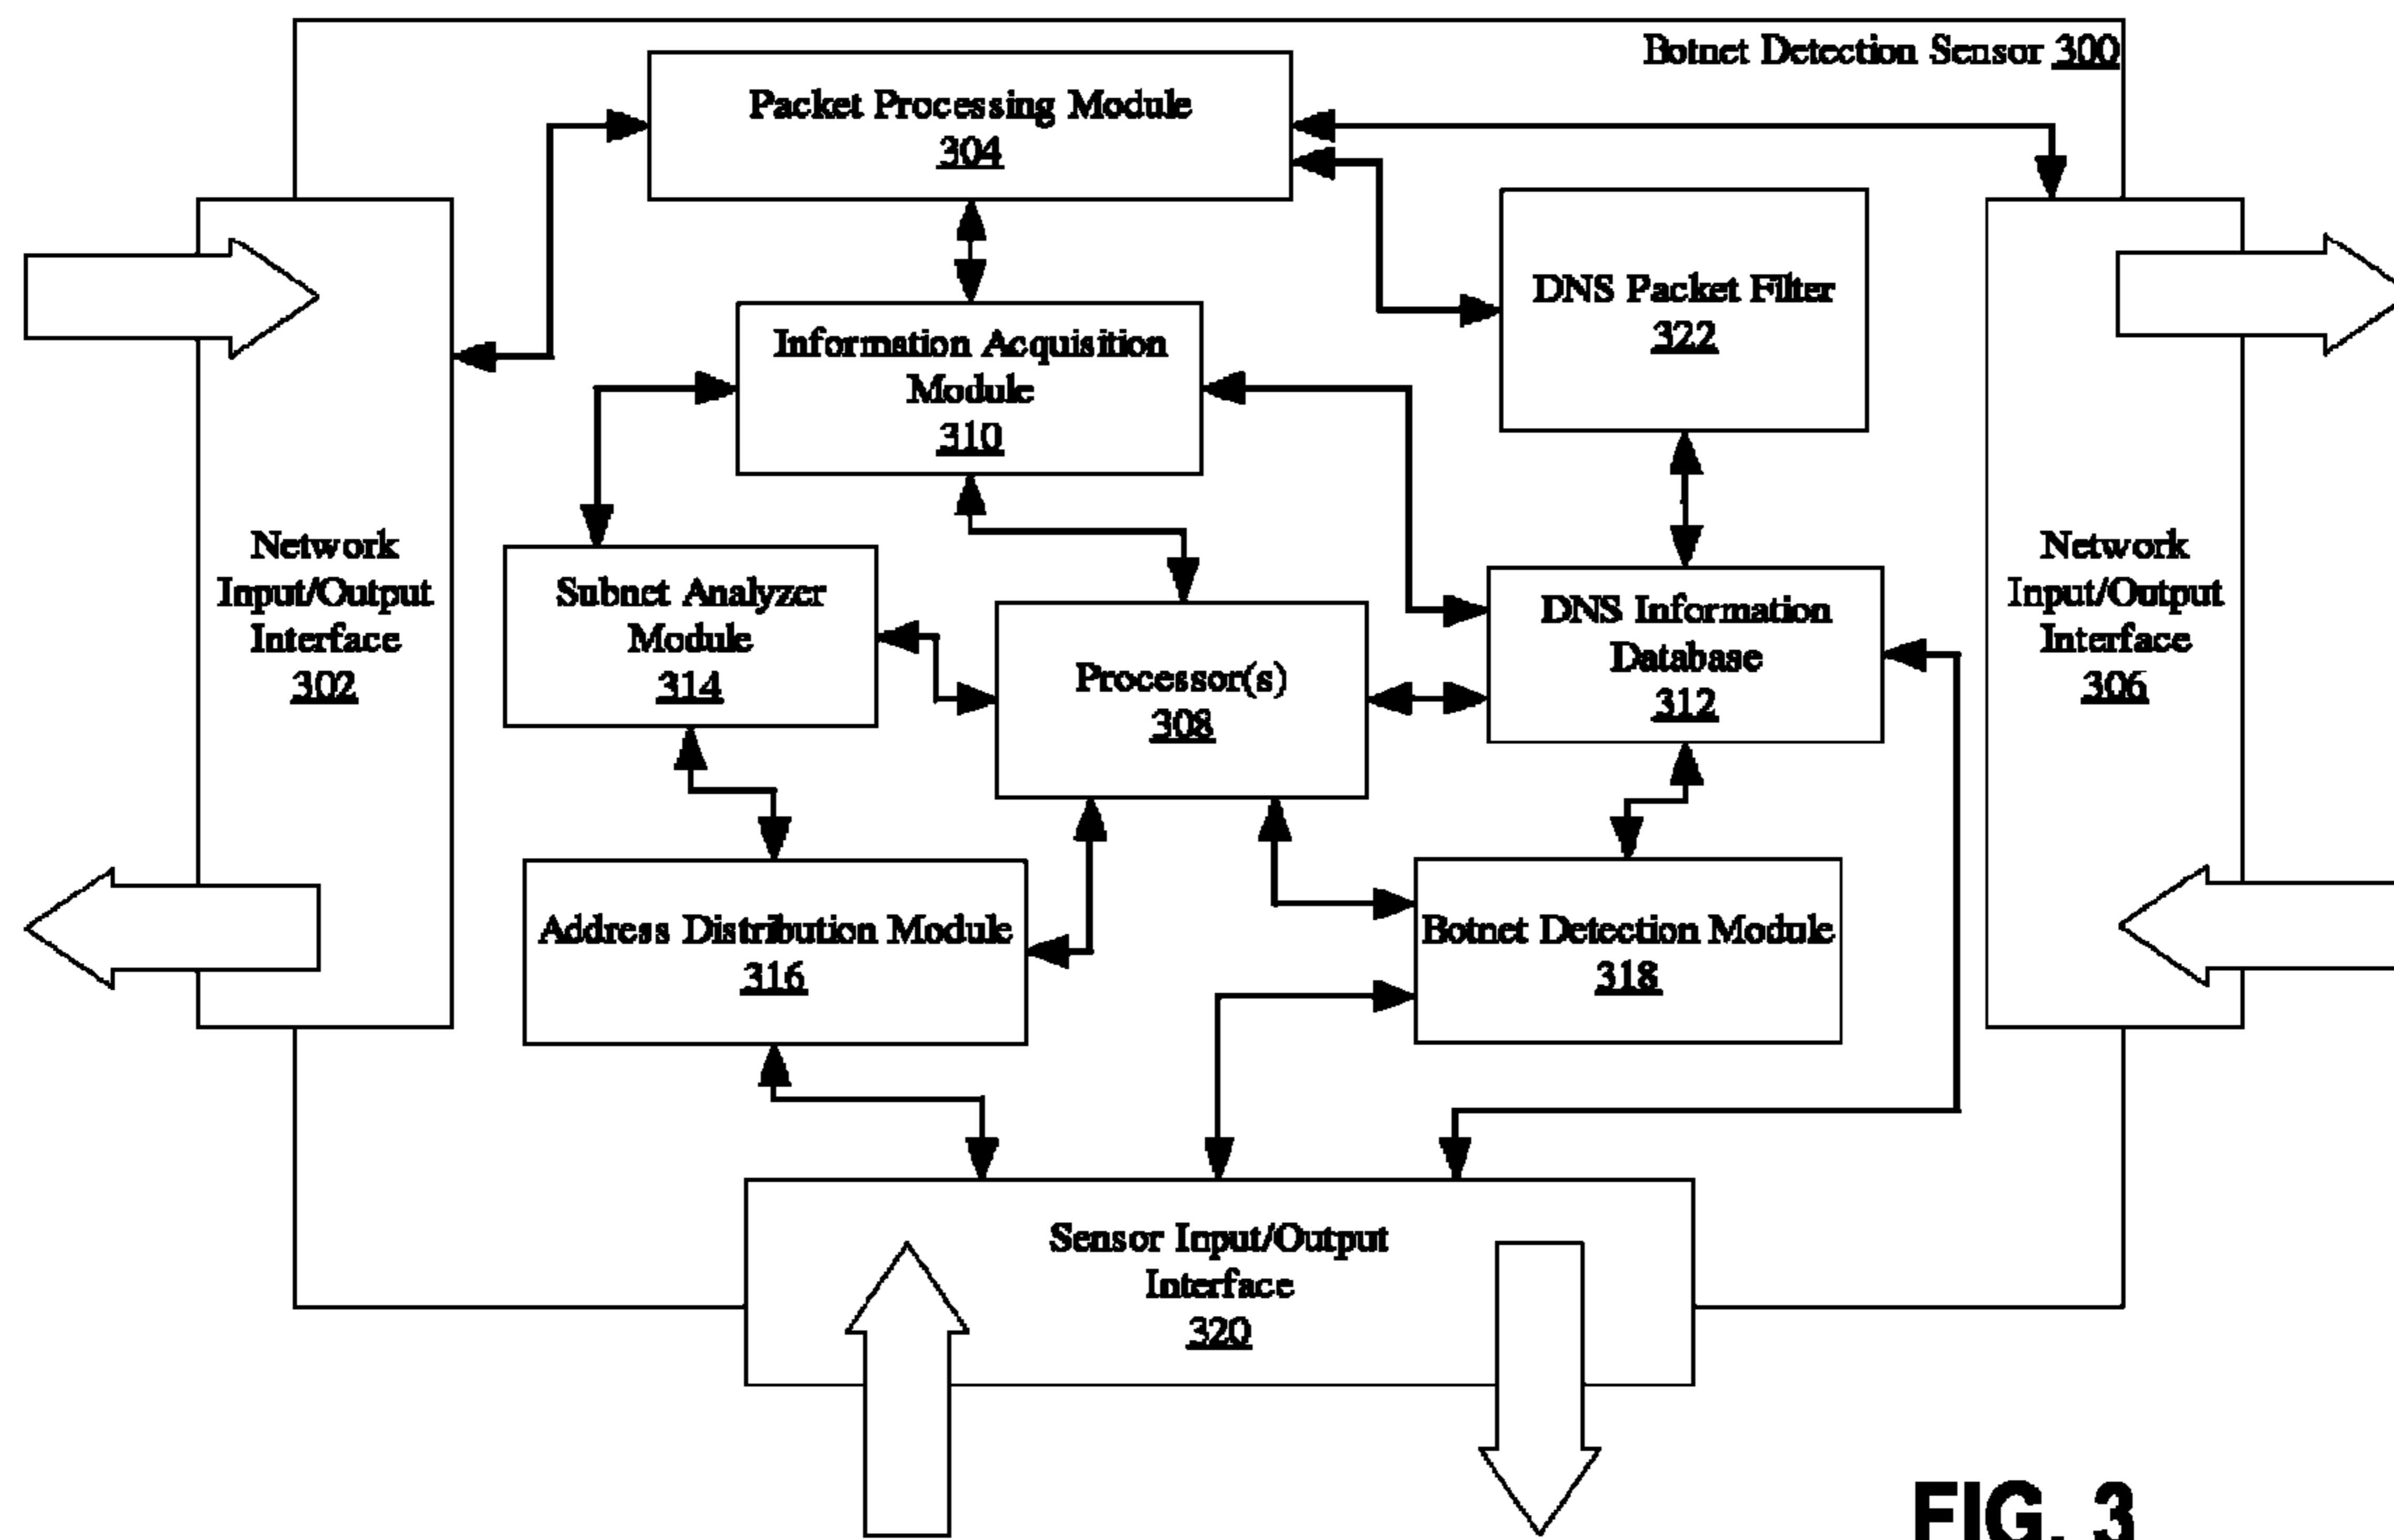 Botnet Detection Sensor 300
Packet Processing Module
304
DNS Packet Filter
322
Information Acquisition
Module
310
Network
Input/Output
Interface
302
Subnet Analyzer
Module
314
Processor(s)
308
DNS Information
Database
312
Network
Input/Output
Interface
306
Address Distribution Module
316
Botnet Detection Module
318
Sensor Input/Output
Interface
320
FIG. 3